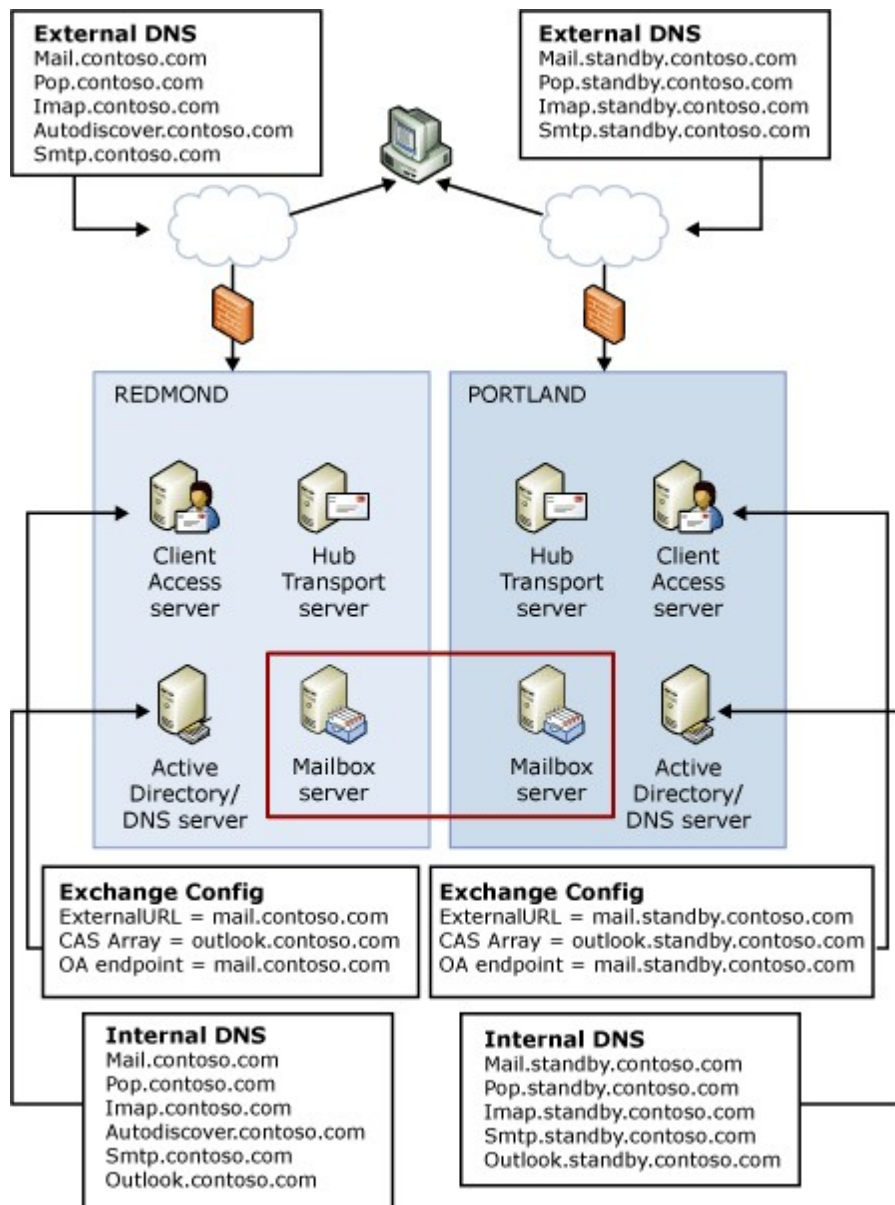 External DNS
Mail.contoso.com
Pop.contoso.com
Imap.contoso.com
Autodiscover.contoso.com
Smtp.contoso.com
External DNS
Mail.standby.contoso.com
Pop.standby.contoso.com
Imap.standby.contoso.com
Smtp.standby.contoso.com
REDMOND
Client
Access
server
Hub
Transport
server
Active
Directory/
DNS server
Mailbox
server
PORTLAND
Hub
Transport
server
Client
Access
server
Mailbox
server
Active
Directory/
DNS server
Exchange Config
ExternalURL = mail.contoso.com
CAS Array = outlook.contoso.com
OA endpoint = mail.contoso.com
Exchange Config
ExternalURL = mail.standby.contoso.com
CAS Array = outlook.standby.contoso.com
OA endpoint = mail.standby.contoso.com
Internal DNS
Mail.contoso.com
Pop.contoso.com
Imap.contoso.com
Autodiscover.contoso.com
Smtp.contoso.com
Outlook.contoso.com
Internal DNS
Mail.standby.contoso.com
Pop.standby.contoso.com
Imap.standby.contoso.com
Smtp.standby.contoso.com
Outlook.standby.contoso.com